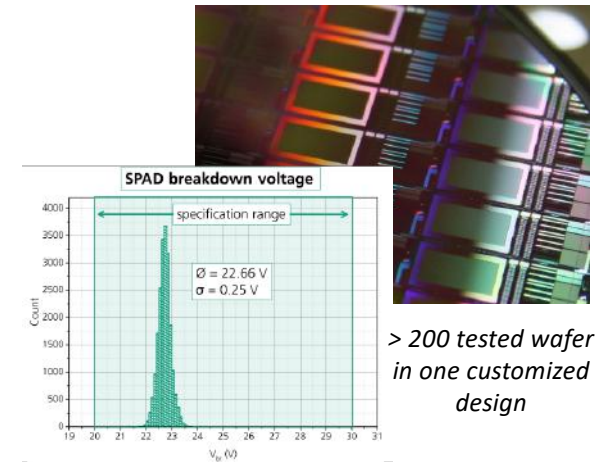 SPAD breakdown voltage
specification range
Ø = 22.66 V
σ = 0.25 V
Count
4000
3500
3000
2500
2000
1500
1000
500
0
19 20 21 22 23 24 25 26 27 28 29 30 31
V_br (V)
> 200 tested wafer
in one customized
design